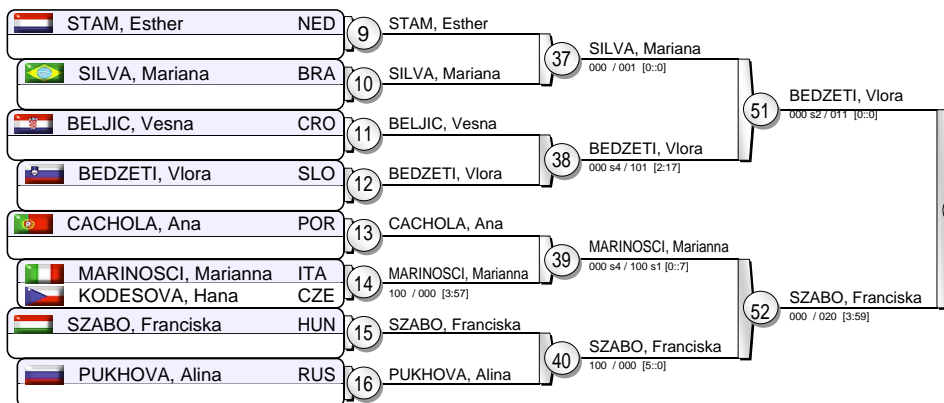 STAM, Esther NED
9
STAM, Esther
SILVA, Mariana BRA
10
SILVA, Mariana
37
SILVA, Mariana
000 / 001 [0::0]
BELJIC, Vesna CRO
11
BELJIC, Vesna
BEDZETI, Vlora SLO
12
BEDZETI, Vlora
38
BEDZETI, Vlora
000 s4 / 101 [2:17]
51
BEDZETI, Vlora
000 s2 / 011 [0::0]
CACHOLA, Ana POR
13
CACHOLA, Ana
MARINOSCI, Marianna ITA
KODESOVA, Hana CZE
14
MARINOSCI, Marianna
100 / 000 [3:57]
39
MARINOSCI, Marianna
000 s4 / 100 s1 [0::7]
SZABO, Franciska HUN
15
SZABO, Franciska
PUKHOVA, Alina RUS
16
PUKHOVA, Alina
40
SZABO, Franciska
100 / 000 [5::0]
52
SZABO, Franciska
000 / 020 [3:59]